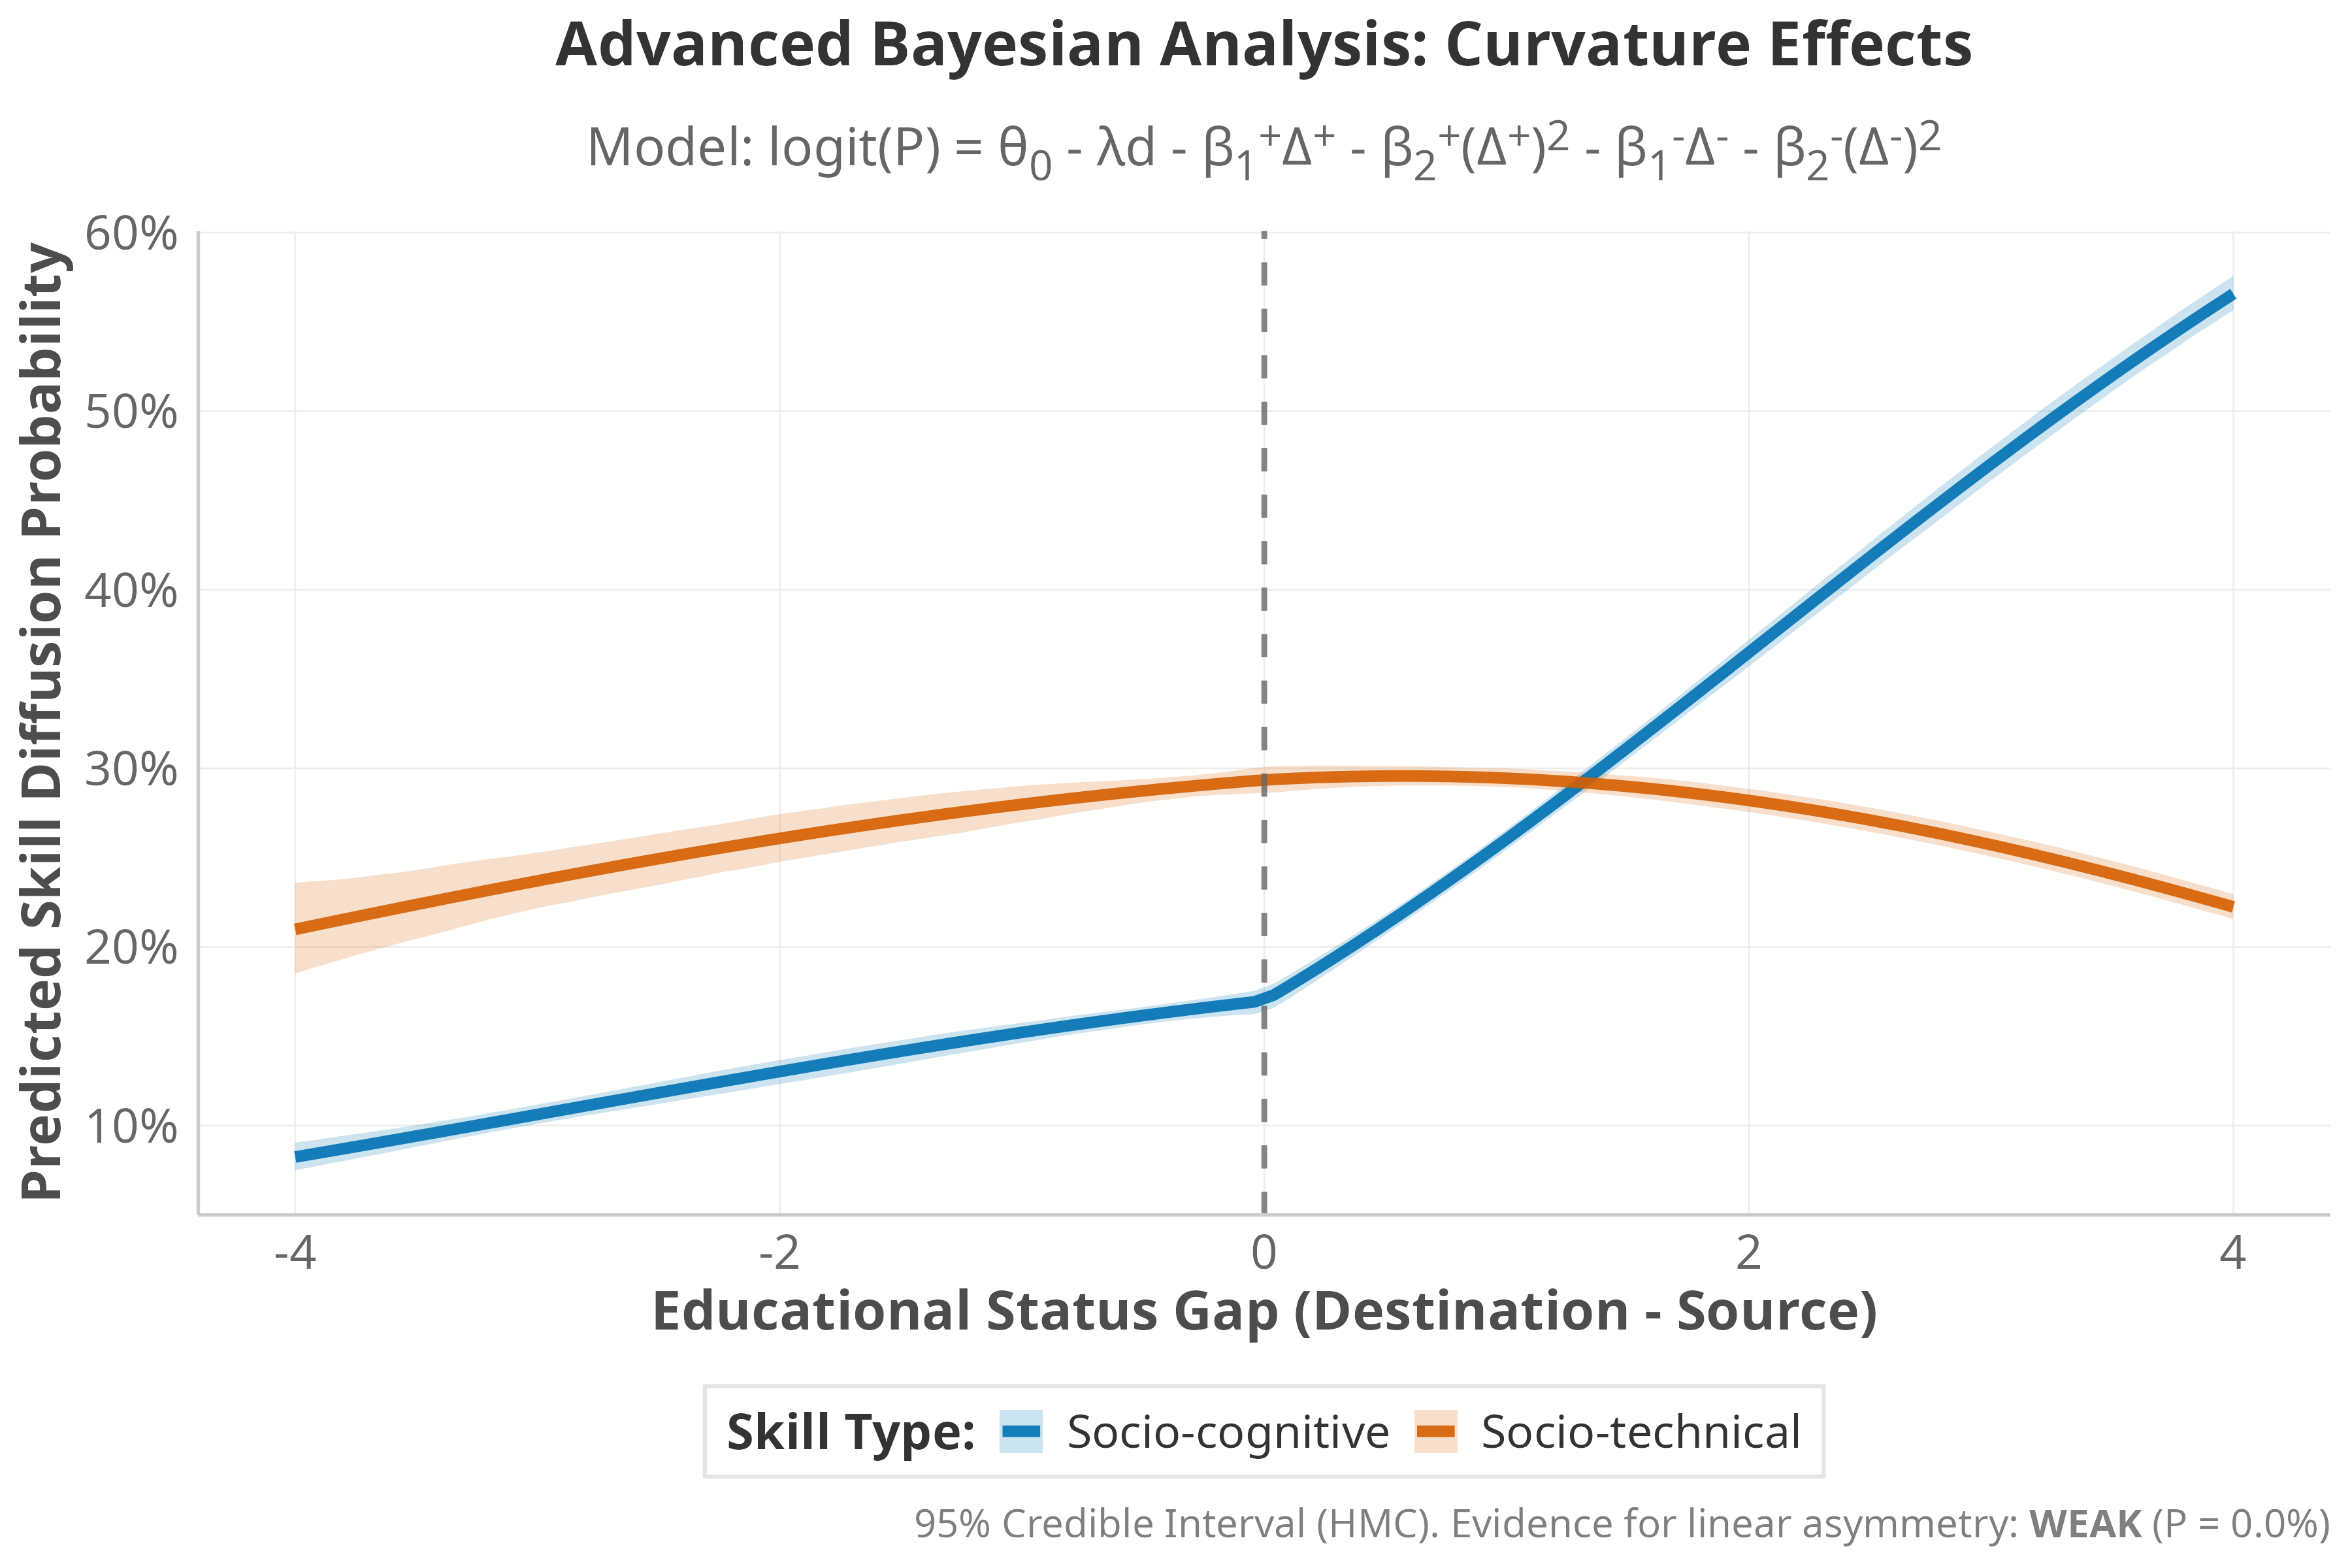 Advanced Bayesian Analysis: Curvature Effects
Model: logit(P) = θ₀ - λd - β₁⁺Δ⁺ - β₂⁺(Δ⁺)² - β₁⁻Δ⁻ - β₂⁻(Δ⁻)²
Predicted Skill Diffusion Probability
60%
50%
40%
30%
20%
10%
-4 -2 0 2 4
Educational Status Gap (Destination - Source)
Skill Type: Socio-cognitive Socio-technical
95% Credible Interval (HMC). Evidence for linear asymmetry: WEAK (P = 0.0%)